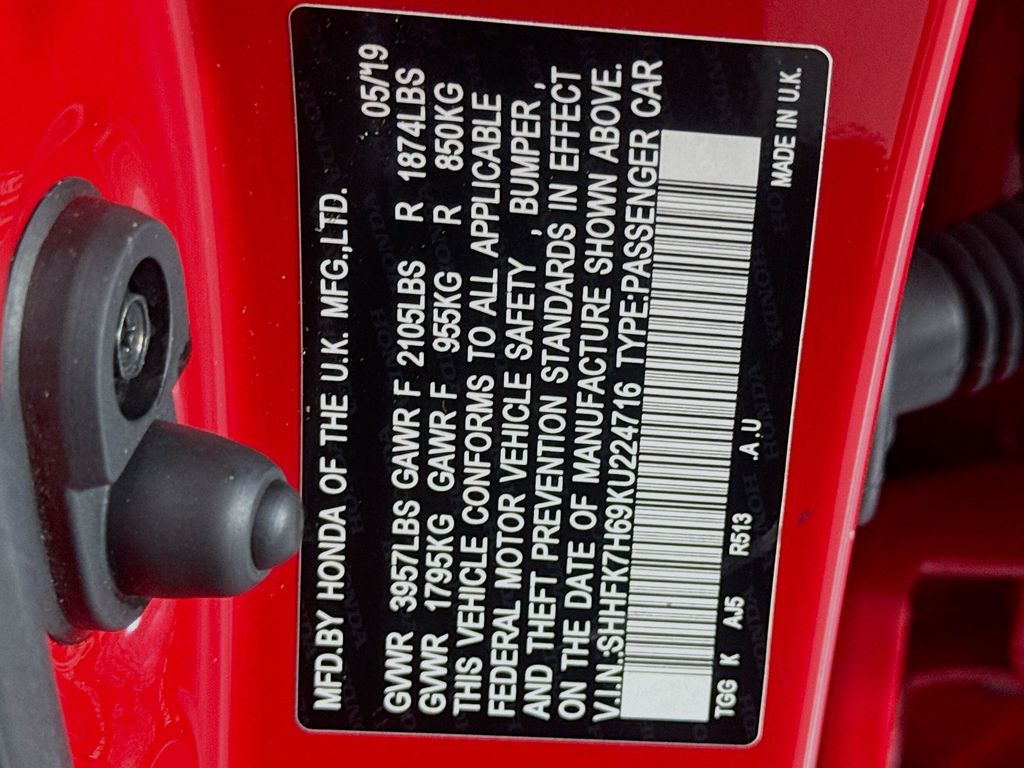 MFD.BY HONDA OF THE U.K. MFG.,LTD. 05/19
GVWR 3957LBS GAWR F 2105LBS R 1874LBS
GVWR 1795KG GAWR F 955KG R 850KG
THIS VEHICLE CONFORMS TO ALL APPLICABLE
FEDERAL MOTOR VEHICLE SAFETY , BUMPER ,
AND THEFT PREVENTION STANDARDS IN EFFECT
ON THE DATE OF MANUFACTURE SHOWN ABOVE.
V.I.N.:SHHFK7H69KU224716 TYPE:PASSENGER CAR
TGG K AJ5 R513 .A.U MADE IN U.K.